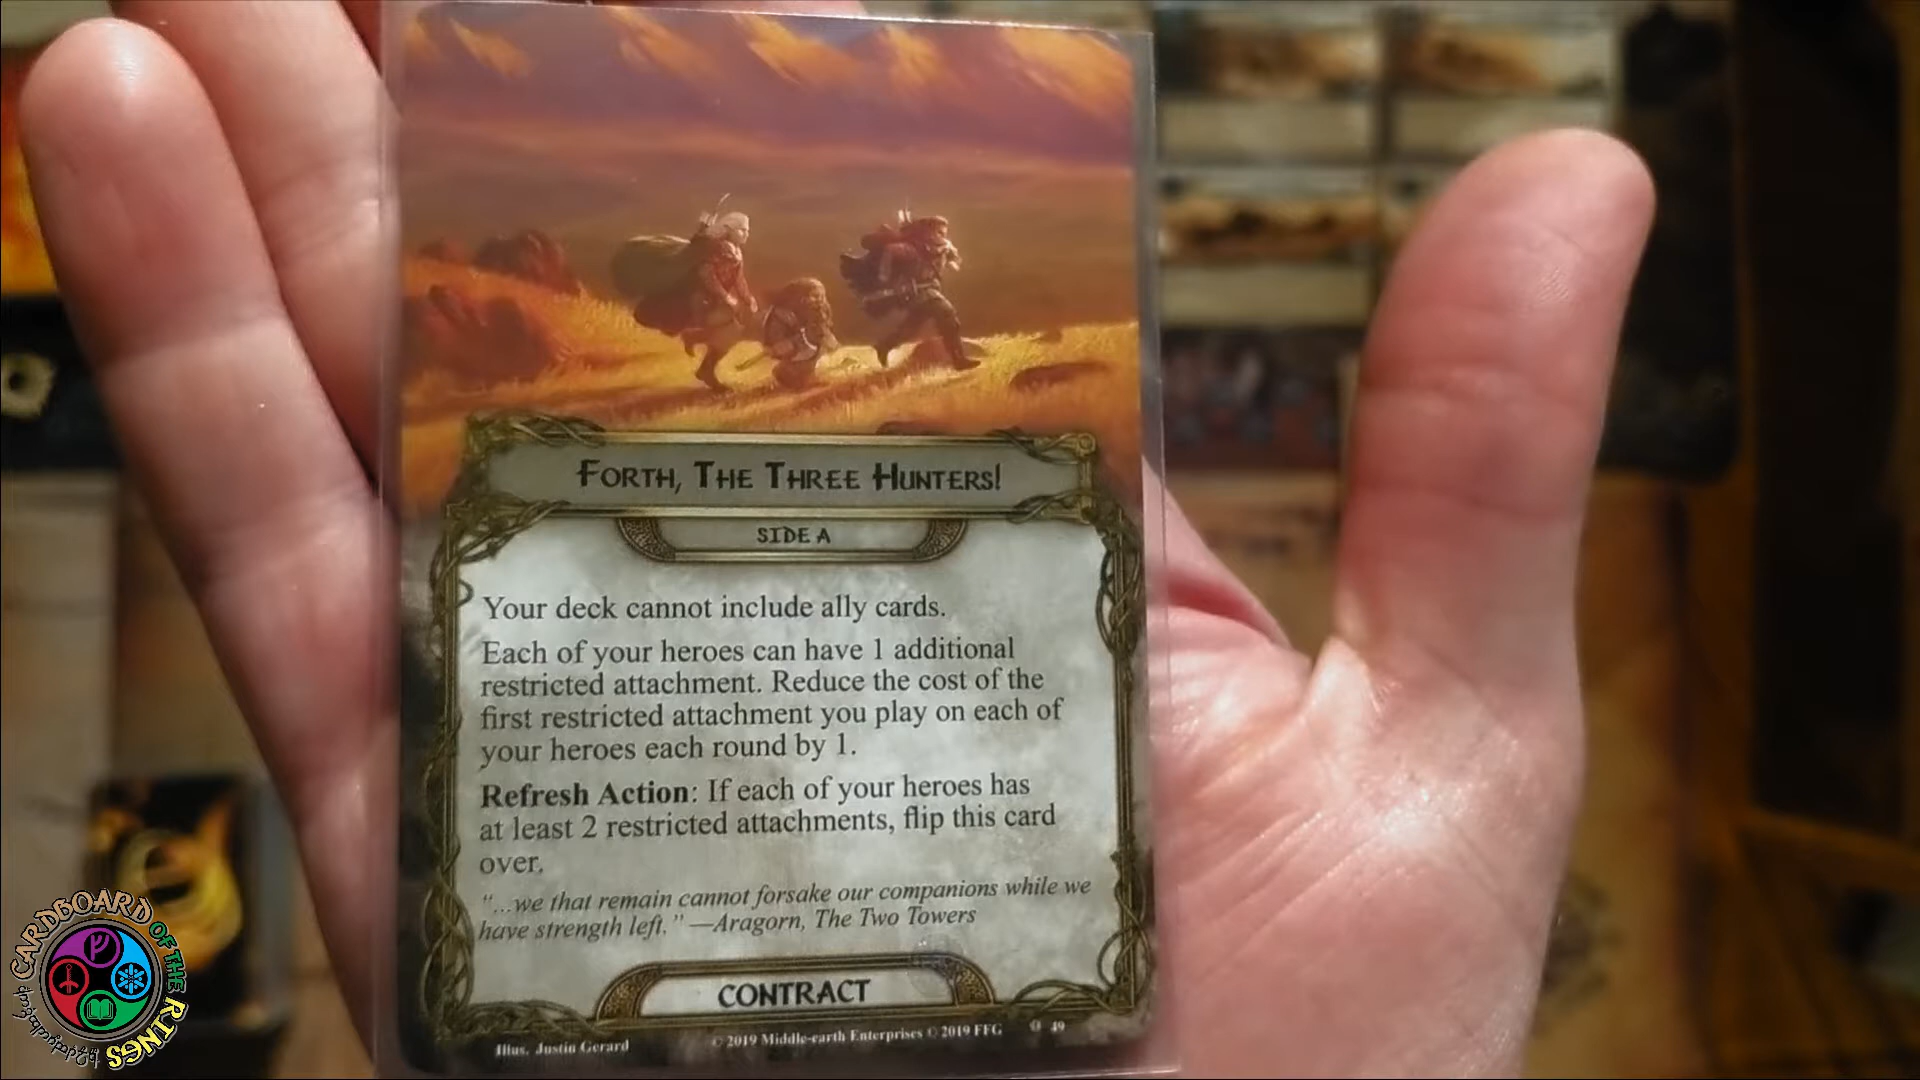 FORTH, THE THREE HUNTERS!
SIDE A
Your deck cannot include ally cards.
Each of your heroes can have 1 additional
restricted attachment. Reduce the cost of the
first restricted attachment you play on each of
your heroes each round by 1.
Refresh Action: If each of your heroes has
at least 2 restricted attachments, flip this card
over.
"...we that remain cannot forsake our companions while we
have strength left." —Aragorn, The Two Towers
CONTRACT
Illus. Justin Gerard
© 2019 Middle-earth Enterprises © 2019 FFG
49
CARDBOARD OF THE RINGS